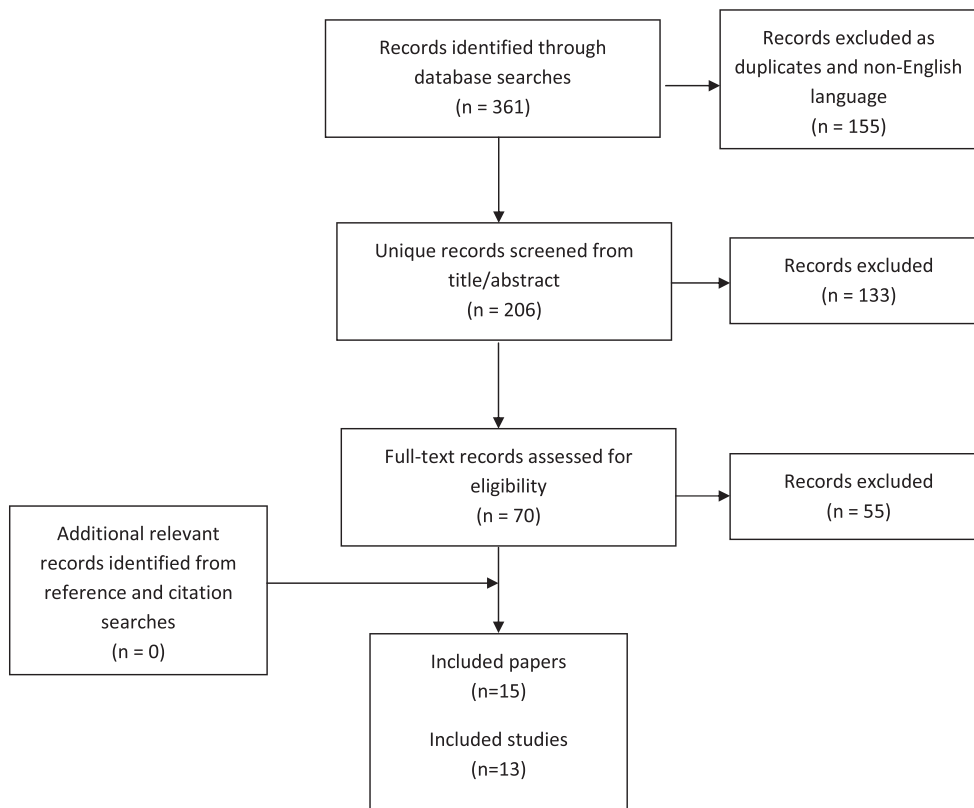 Records identified through
database searches
(n = 361)
Records excluded as
duplicates and non-English
language
(n = 155)
Unique records screened from
title/abstract
(n = 206)
Records excluded
(n = 133)
Full-text records assessed for
eligibility
(n = 70)
Records excluded
(n = 55)
Additional relevant
records identified from
reference and citation
searches
(n = 0)
Included papers
(n=15)
Included studies
(n=13)